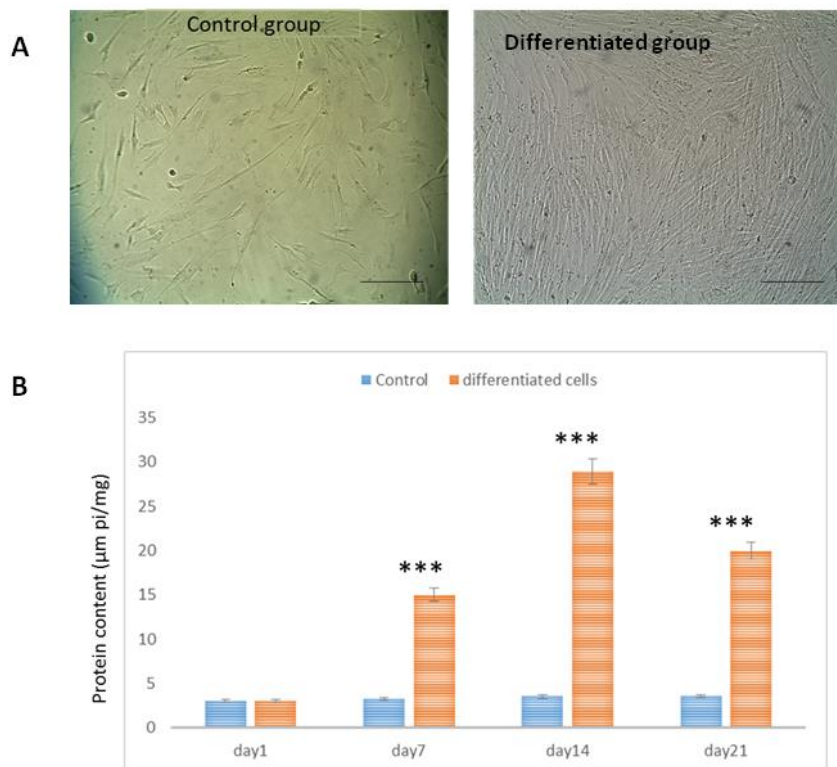 A
Control group
Differentiated group
B
Control differentiated cells
Protein content (µm pi/mg)
35
30
25
20
15
10
5
0
***
***
***
day1 day7 day14 day21